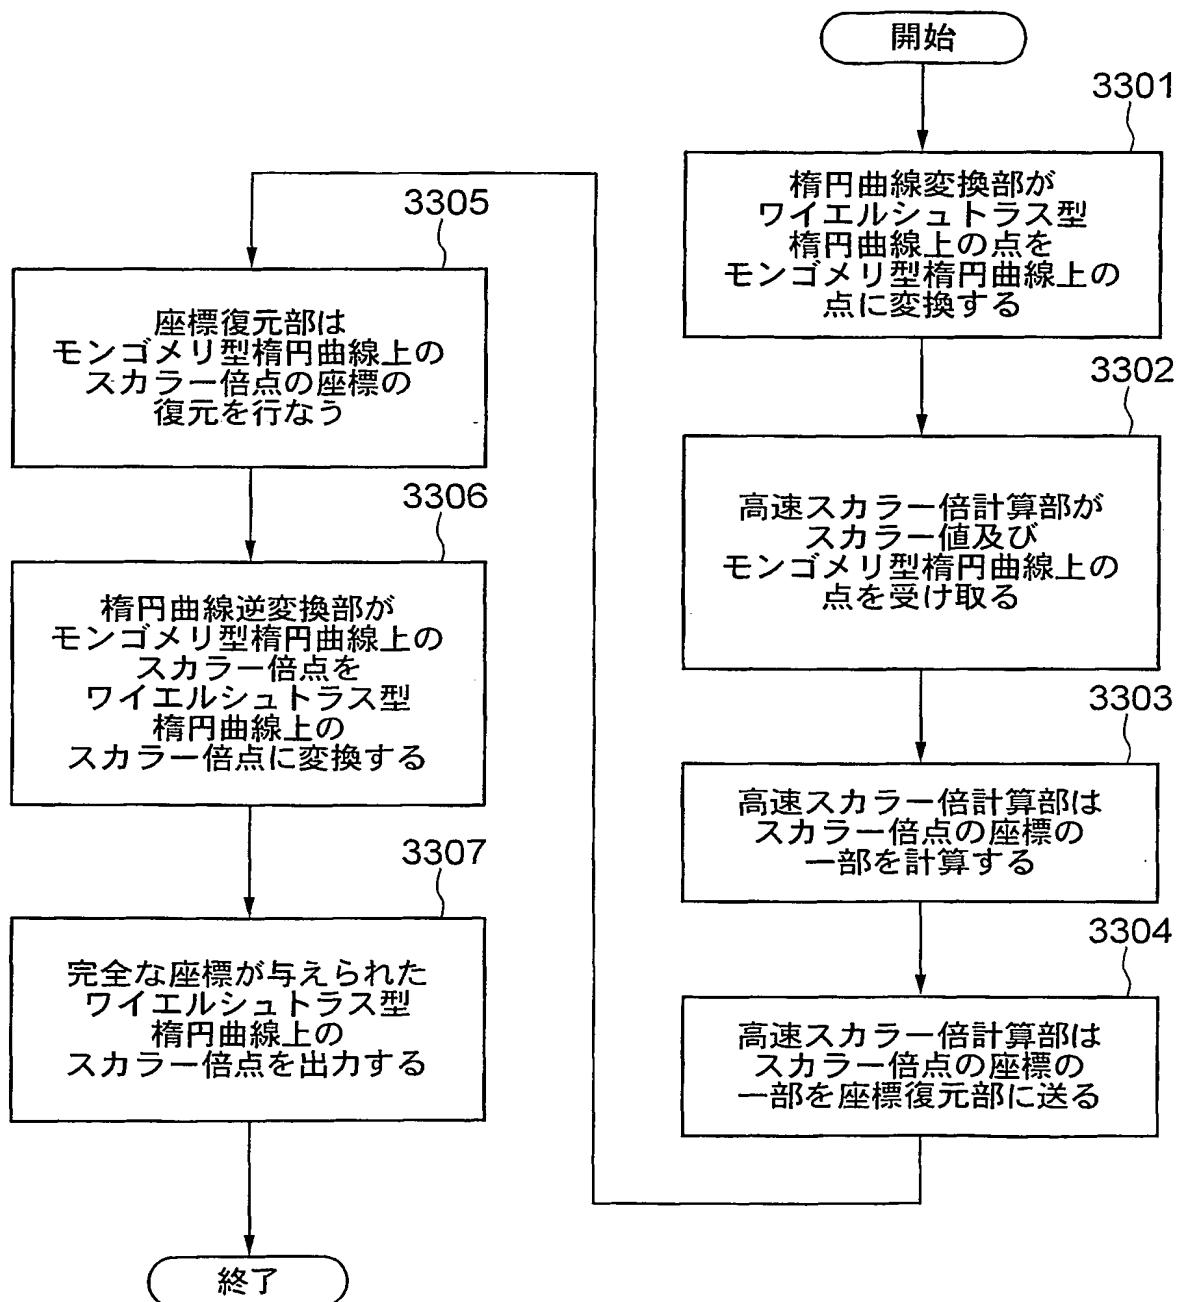 開始
3301
楕円曲線変換部が
ワイエルシュトラス型
楕円曲線上の点を
モンゴメリ型楕円曲線上の
点に変換する
3302
高速スカラー倍計算部が
スカラー値及び
モンゴメリ型楕円曲線上の
点を受け取る
3303
高速スカラー倍計算部は
スカラー倍点の座標の
一部を計算する
3304
高速スカラー倍計算部は
スカラー倍点の座標の
一部を座標復元部に送る
3305
座標復元部は
モンゴメリ型楕円曲線上の
スカラー倍点の座標の
復元を行なう
3306
楕円曲線逆変換部が
モンゴメリ型楕円曲線上の
スカラー倍点を
ワイエルシュトラス型
楕円曲線上の
スカラー倍点に変換する
3307
完全な座標が与えられた
ワイエルシュトラス型
楕円曲線上の
スカラー倍点を出力する
終了